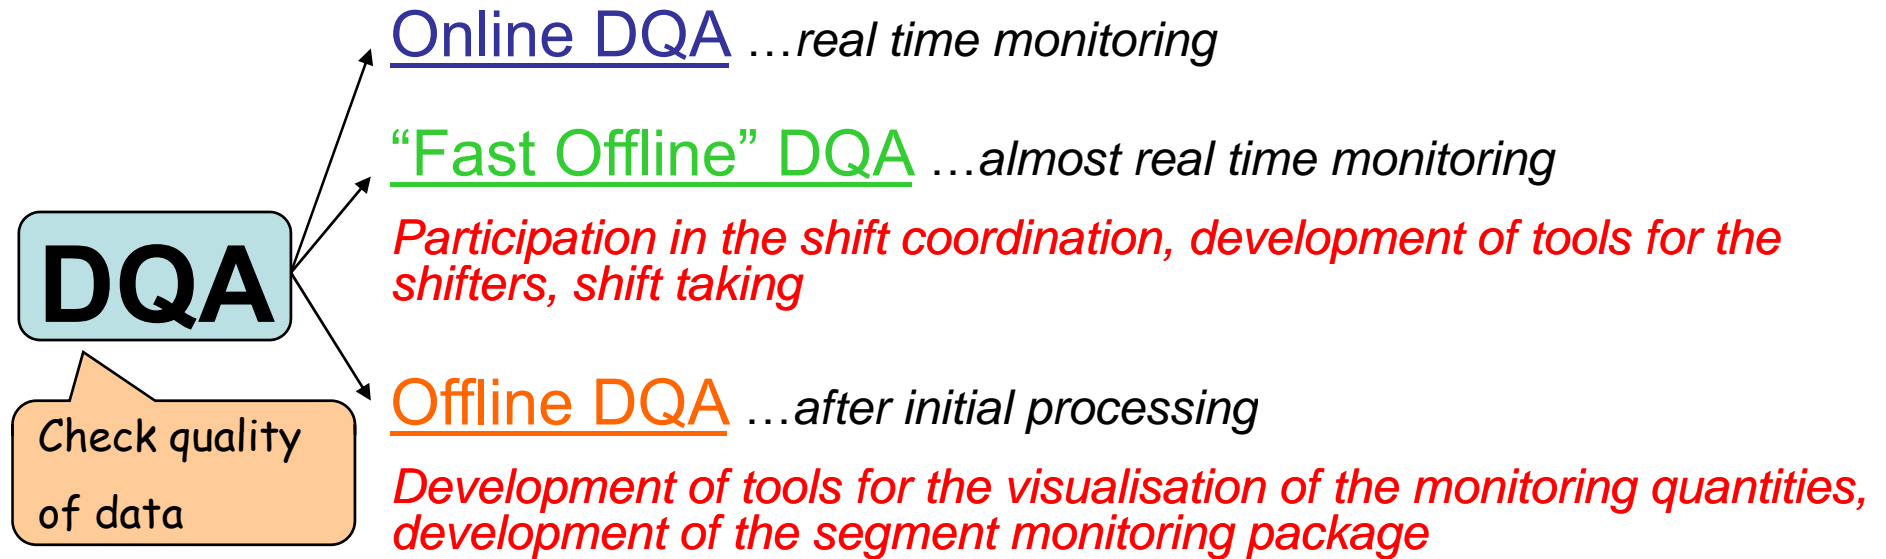 Online DQA …real time monitoring
“Fast Offline” DQA …almost real time monitoring
Participation in the shift coordination, development of tools for the
shifters, shift taking
DQA
Check quality
of data
Offline DQA …after initial processing
Development of tools for the visualisation of the monitoring quantities,
development of the segment monitoring package